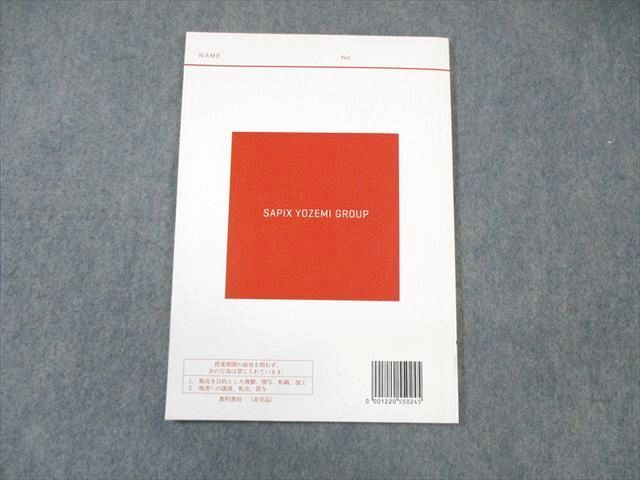 NAME
No.
SAPIX YOZEMI GROUP
授業期間の前後を問わず、
次の行為は禁じられています。
1. 販売を目的とした複製、複写、転載、加工
2. 他者への譲渡、転売、貸与
教科書用 （非売品）
0 001220 550245